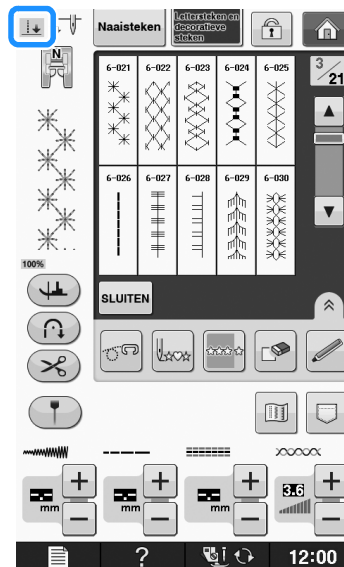 Naaisteken
Lettersteken en
decoratieve
steken
N
3
21
6-021 6-022 6-023 6-024 6-025
6-026 6-027 6-028 6-029 6-030
100%
SLUITEN
mm mm mm 3.6
? 12:00